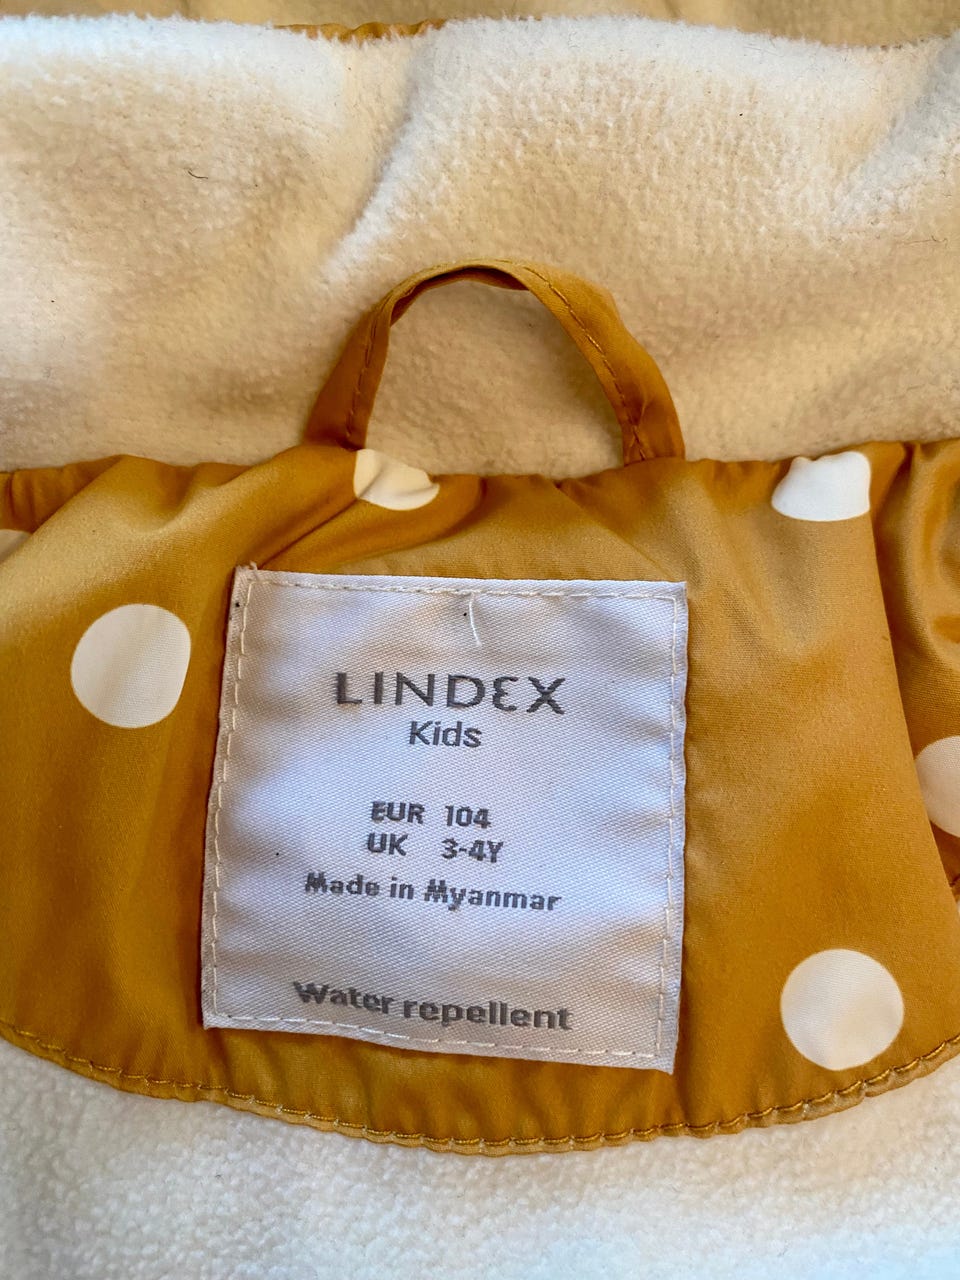 LINDEX
Kids
EUR 104
UK 3-4Y
Made in Myanmar
Water repellent